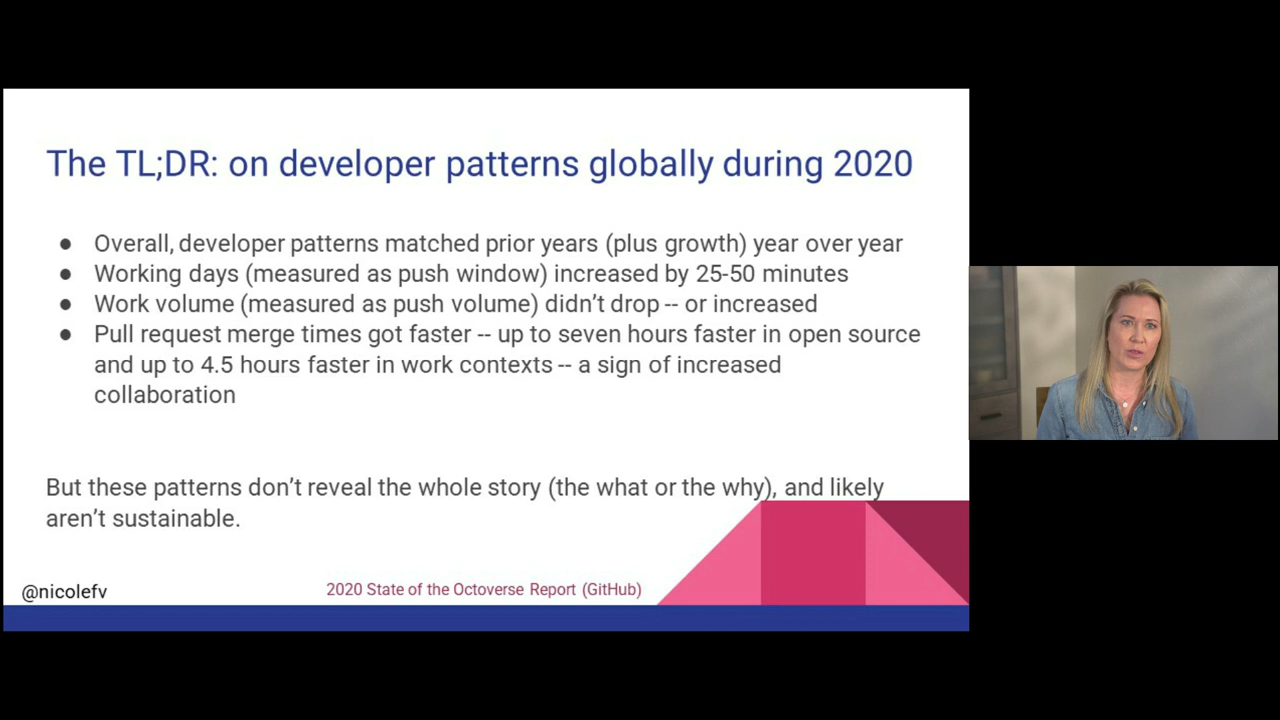 The TL;DR: on developer patterns globally during 2020
● Overall, developer patterns matched prior years (plus growth) year over year
● Working days (measured as push window) increased by 25-50 minutes
● Work volume (measured as push volume) didn’t drop -- or increased
● Pull request merge times got faster -- up to seven hours faster in open source
and up to 4.5 hours faster in work contexts -- a sign of increased
collaboration
But these patterns don’t reveal the whole story (the what or the why), and likely
aren’t sustainable.
@nicolefv
2020 State of the Octoverse Report (GitHub)